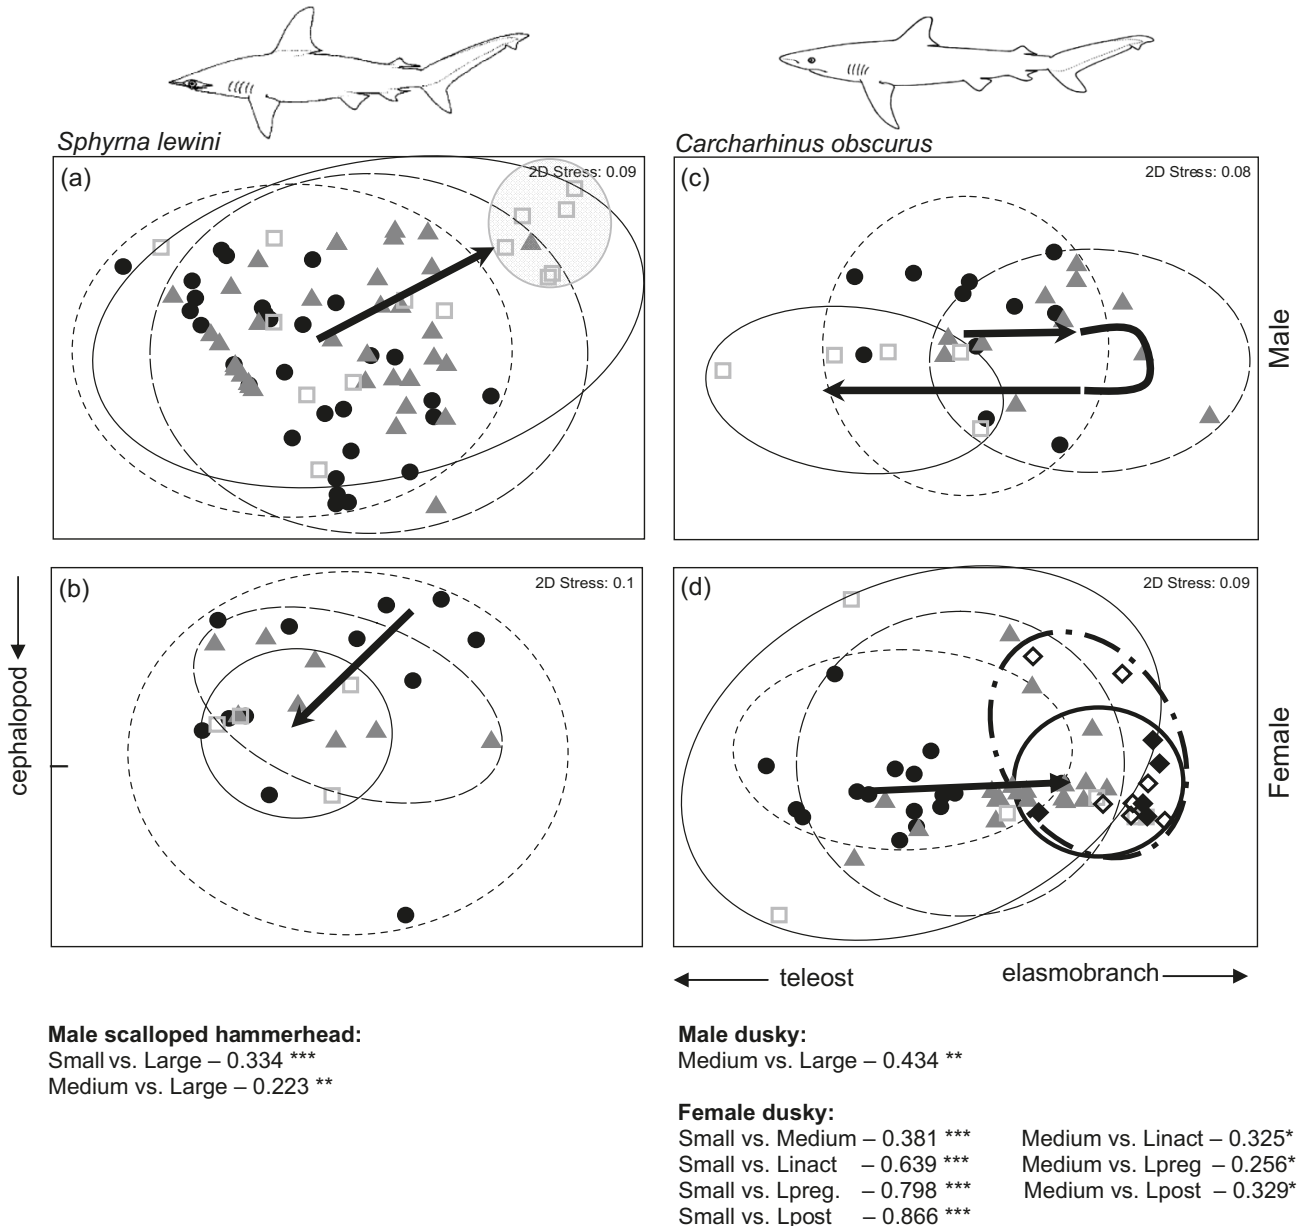 Sphyrna lewini
Carcharhinus obscurus
(a)
2D Stress: 0.09
(c)
2D Stress: 0.08
Male
(b)
2D Stress: 0.1
(d)
2D Stress: 0.09
cephalopod
Female
teleost
elasmobranch
Male scalloped hammerhead:
Small vs. Large – 0.334 ***
Medium vs. Large – 0.223 **
Male dusky:
Medium vs. Large – 0.434 **
Female dusky:
Small vs. Medium – 0.381 ***
Medium vs. Linact – 0.325*
Small vs. Linact – 0.639 ***
Medium vs. Lpreg – 0.256*
Small vs. Lpreg. – 0.798 ***
Medium vs. Lpost – 0.329*
Small vs. Lpost – 0.866 ***